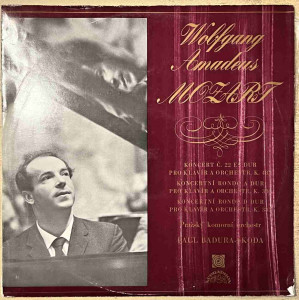 Wolfgang
Amadeus
MOZART
KONCERT Č. 22 Es DUR
PRO KLAVÍR A ORCHESTR, K.
KONCERTNÍ RONDO A DUR
PRO KLAVÍR A ORCHESTR, K.
KONCERTNÍ RONDO D DUR
PRO KLAVÍR A ORCHESTR, K.
komorní orchestr
PAUL BADURA-SKODA